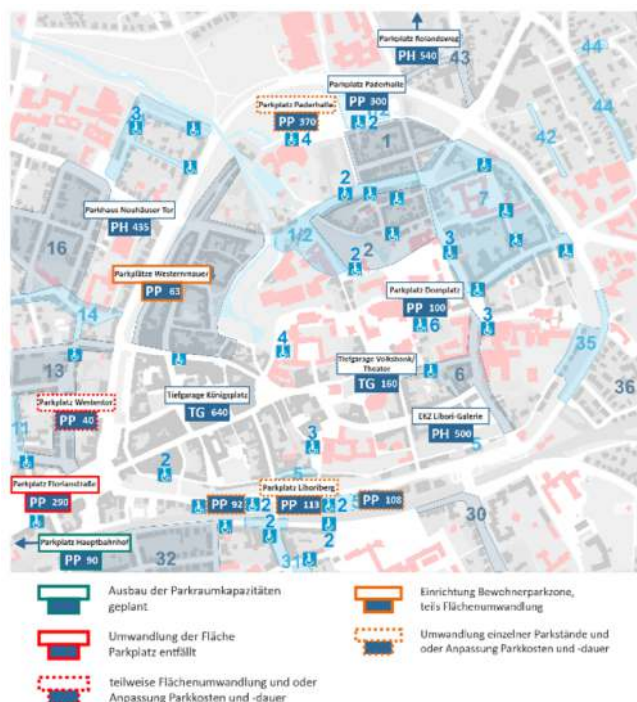 Parkplatz Rolandsweg
PH 540
43
44
Parkplatz Paderhalle
PP 300
2
Parkplatz Paderhalle
PP 370
4
3
44
42
1
7
2
Parkhaus Neuhäuser Tor
PH 435
1/2
2
2
3
16
Parkplätze Westernmauer
PP 63
14
Parkplatz Domplatz
PP 100
6
3
35
4
13
Tiefgarage Volksbank/
Theater
TG 160
6
36
Tiefgarage Königsplatz
TG 640
Parkplatz Westentor
PP 40
11
EKZ Libori-Galerie
PH 500
5
3
2
5
Parkplatz Florianstraße
PP 290
Parkplatz Liboriberg
PP 92
2
PP 113
2
5
PP 108
30
2
2
Parkplatz Hauptbahnhof
PP 90
32
31
Ausbau der Parkraumkapazitäten
geplant
Umwandlung der Fläche
Parkplatz entfällt
teilweise Flächenumwandlung und oder
Anpassung Parkkosten und -dauer
Einrichtung Bewohnerparkzone,
teils Flächenumwandlung
Umwandlung einzelner Parkstände und
oder Anpassung Parkkosten und -dauer